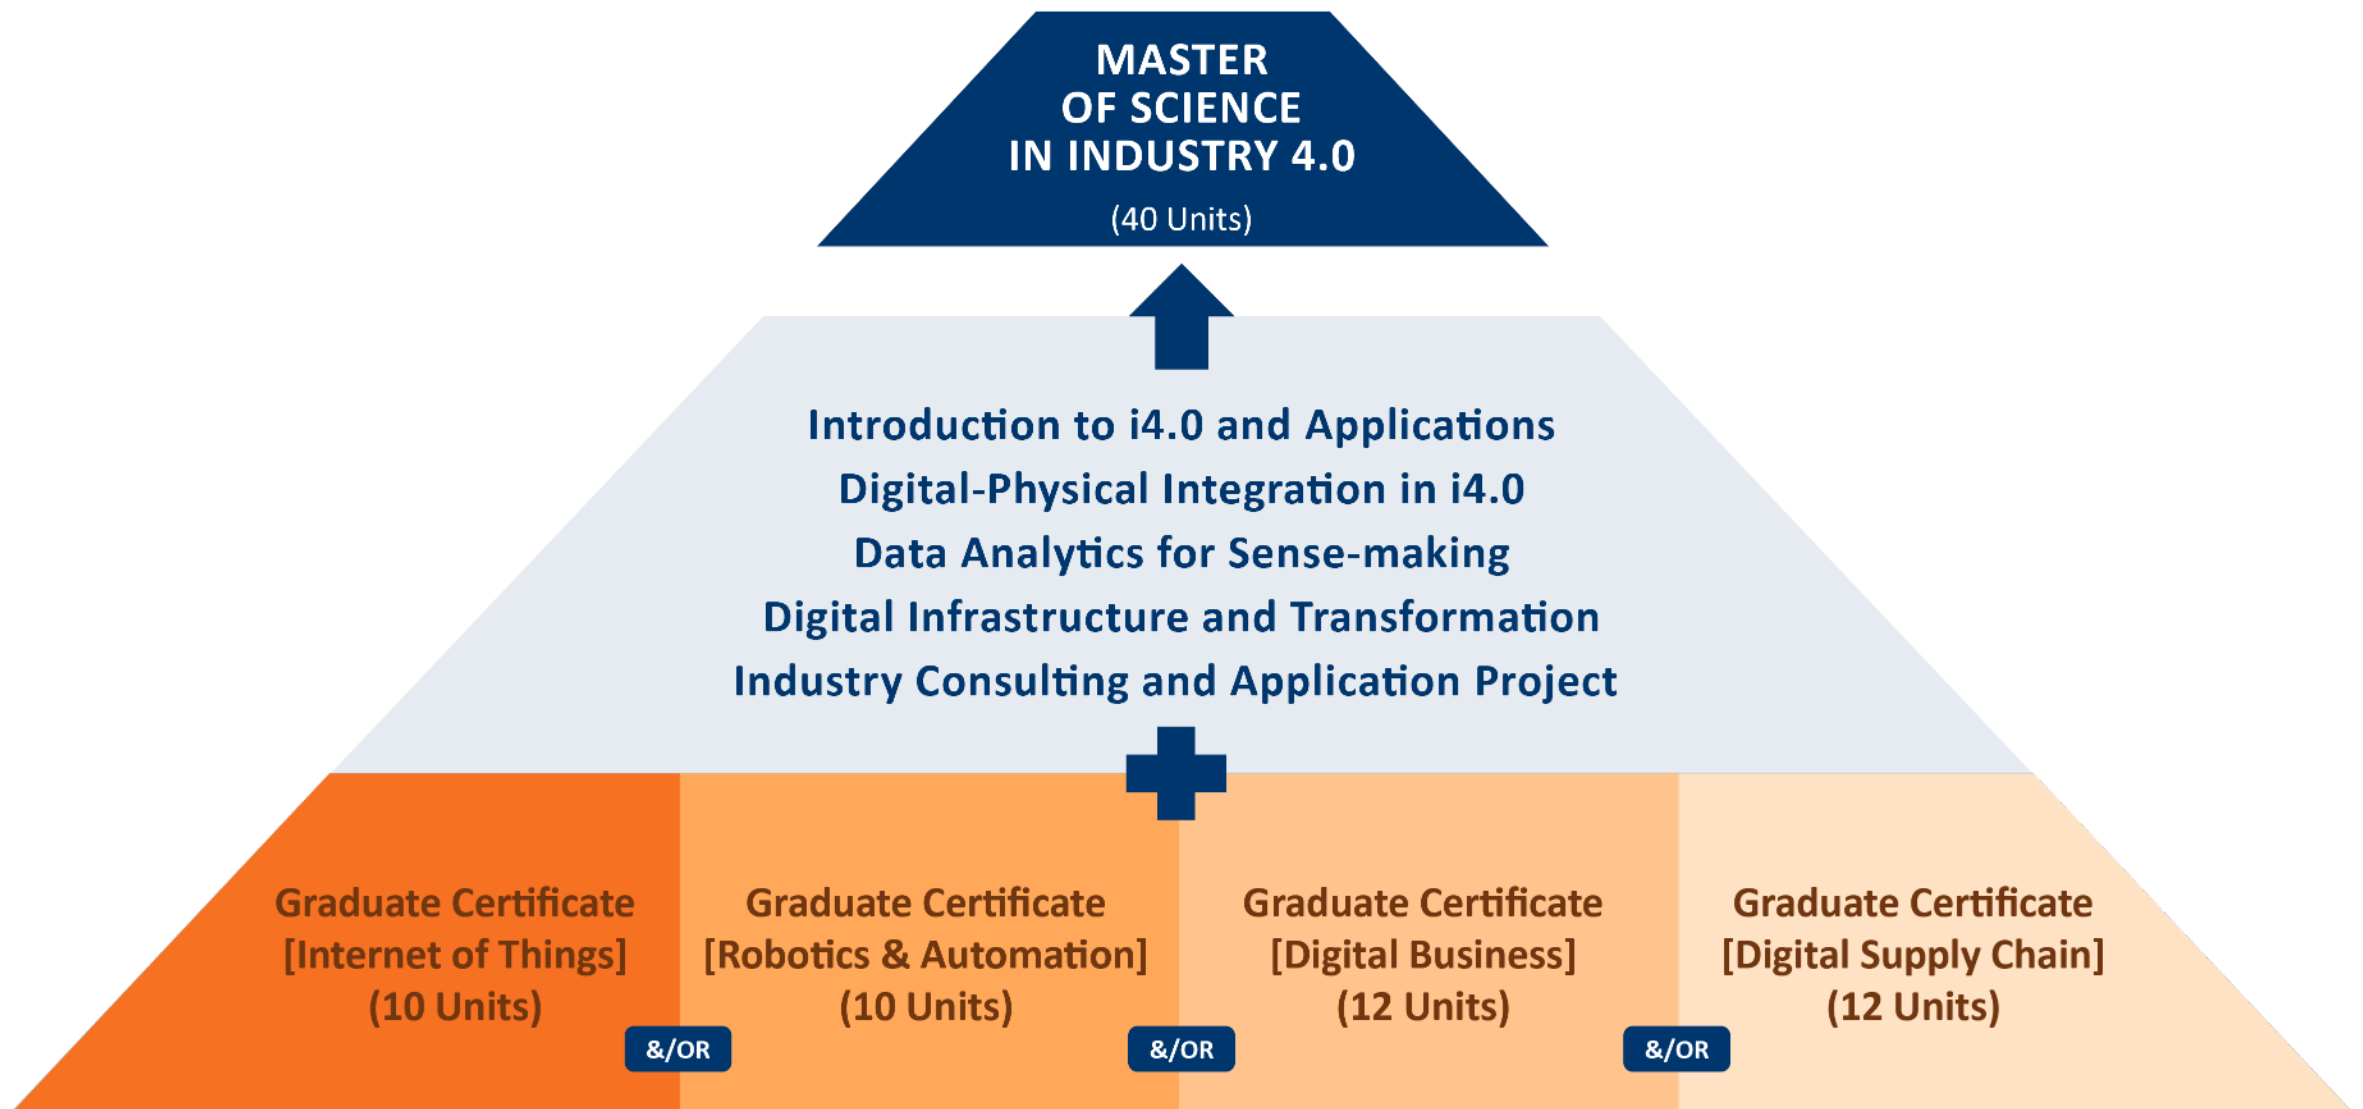 MASTER
OF SCIENCE
IN INDUSTRY 4.0
(40 Units)
Introduction to i4.0 and Applications
Digital-Physical Integration in i4.0
Data Analytics for Sense-making
Digital Infrastructure and Transformation
Industry Consulting and Application Project
Graduate Certificate
[Internet of Things]
(10 Units)
&/OR
Graduate Certificate
[Robotics & Automation]
(10 Units)
&/OR
Graduate Certificate
[Digital Business]
(12 Units)
&/OR
Graduate Certificate
[Digital Supply Chain]
(12 Units)